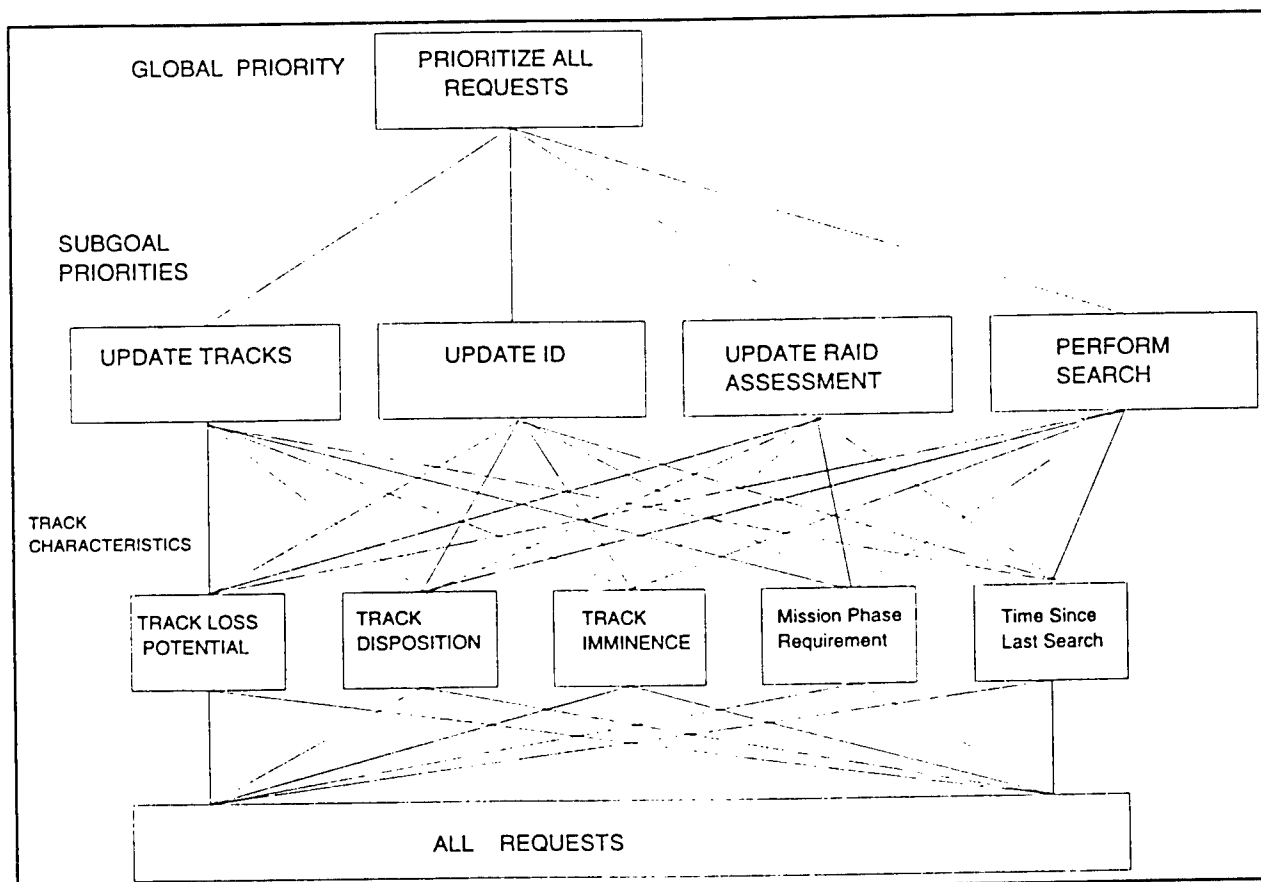 GLOBAL PRIORITY
PRIORITIZE ALL
REQUESTS
SUBGOAL
PRIORITIES
UPDATE TRACKS
UPDATE ID
UPDATE RAID
ASSESSMENT
PERFORM
SEARCH
TRACK
CHARACTERISTICS
TRACK LOSS
POTENTIAL
TRACK
DISPOSITION
TRACK
IMMINENCE
Mission Phase
Requirement
Time Since
Last Search
ALL REQUESTS